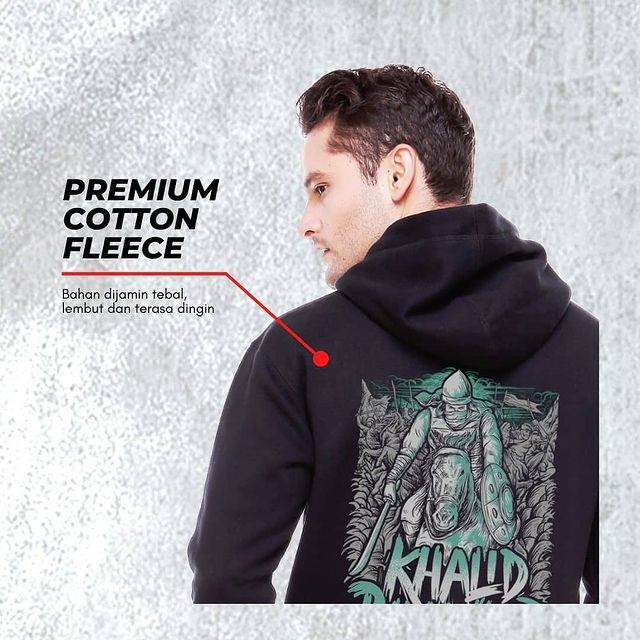 PREMIUM
COTTON
FLEECE
Bahan dijamin tebal,
lembut dan terasa dingin
KHALID